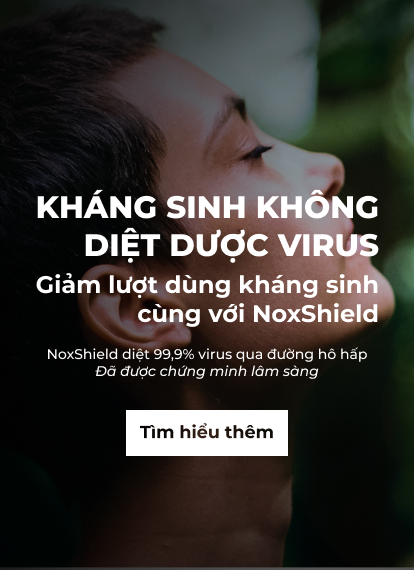 KHÁNG SINH KHÔNG
DIỆT DƯỢC VIRUS
Giảm lượt dùng kháng sinh
cùng với NoxShield
NoxShield diệt 99,9% virus qua đường hô hấp
Đã được chứng minh lâm sàng
Tìm hiểu thêm